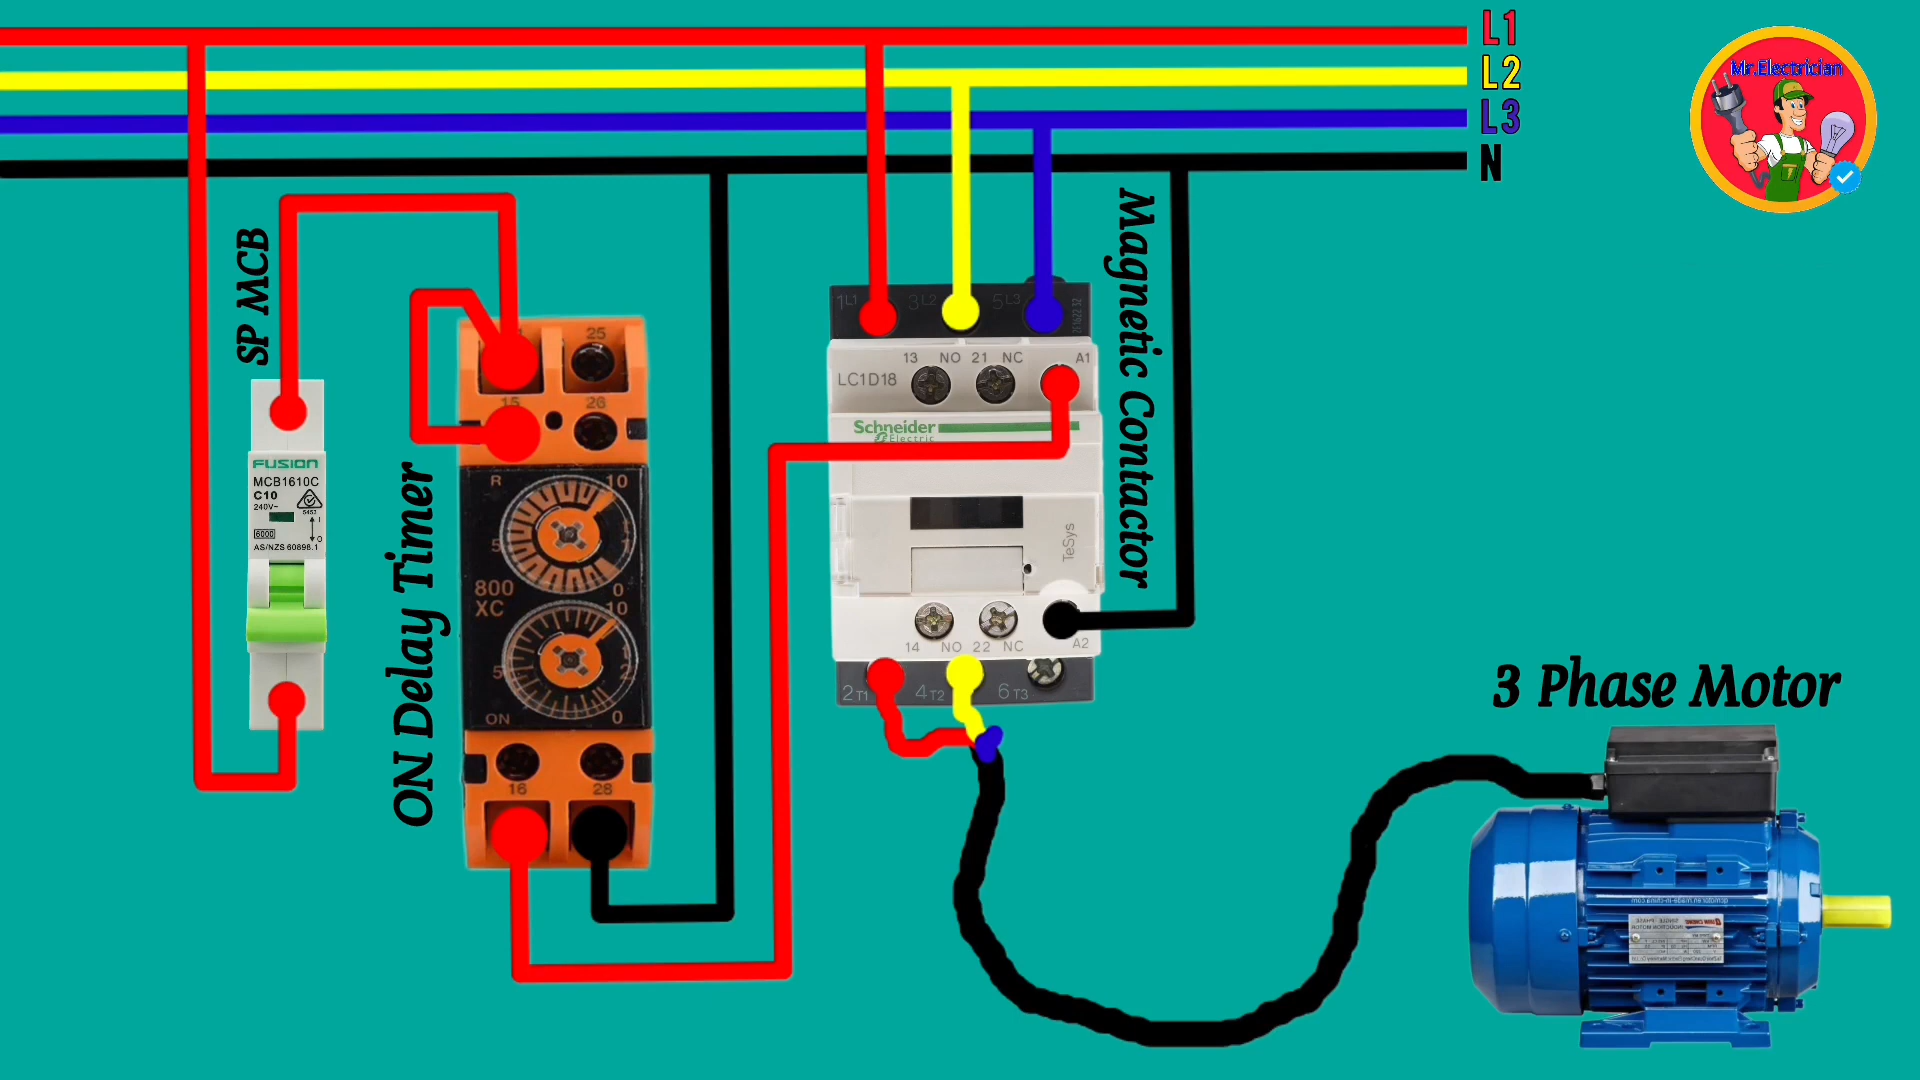 L1
L2
L3
N
Mr.Electrician
SP MCB
FUSION
MCB1610C
C10
240V~
5453
6000
I
O
AS/NZS 60898.1
ON Delay Timer
25
15
26
R
10
5
1
0
800
XC
10
5
2
0
ON
16
28
Magnetic Contactor
1L1
3L2
5L3
13 NO 21 NC A1
LC1D18
Schneider
Electric
TeSys
14 NO 22 NC A2
2T1
4T2
6T3
3 Phase Motor